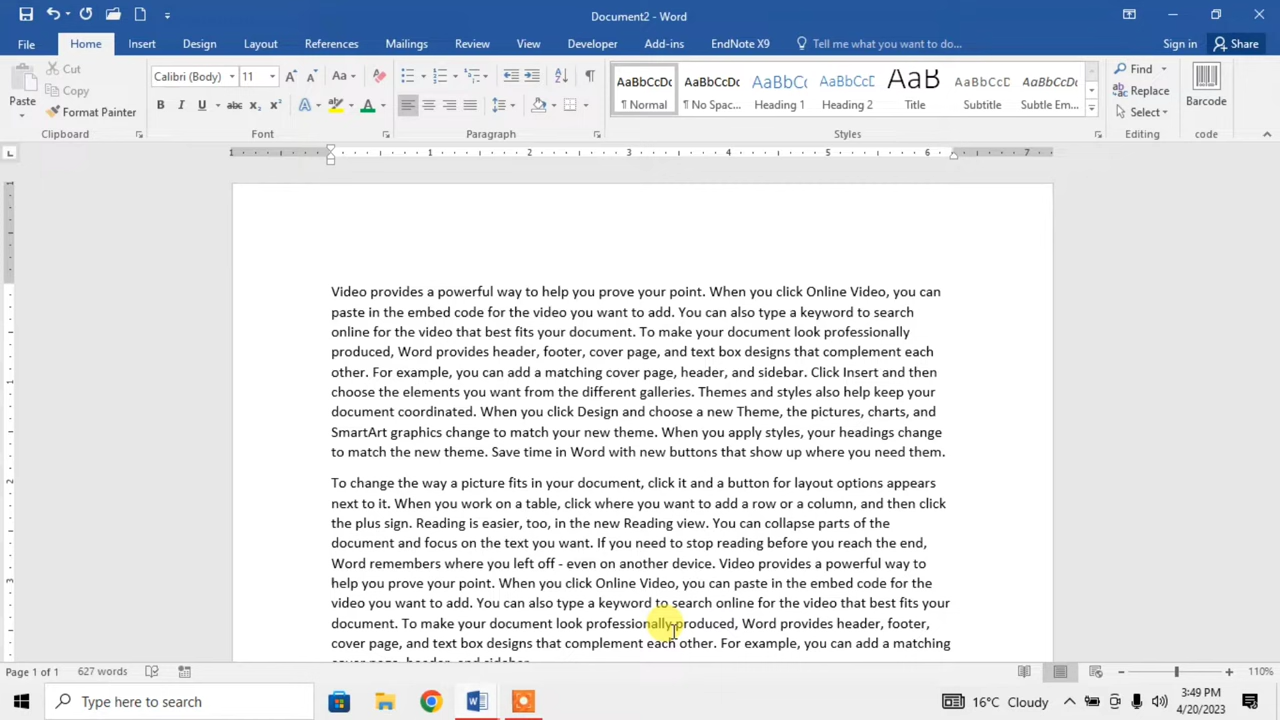 Document2 - Word
File Home Insert Design Layout References Mailings Review View Developer Add-ins EndNote X9 Tell me what you want to do... Sign in Share
Paste
Cut
Copy
Format Painter
Clipboard
Calibri (Body) 11
Font
Paragraph
AaBbCcDc AaBbCcDc AaBbCc AaBbCcD AaB AaBbCcD AaBbCcDc
¶ Normal ¶ No Spac... Heading 1 Heading 2 Title Subtitle Subtle Em...
Styles
Find
Replace
Select
Editing
Barcode
code
1 1 2 3 4 5 6 7
Video provides a powerful way to help you prove your point. When you click Online Video, you can
paste in the embed code for the video you want to add. You can also type a keyword to search
online for the video that best fits your document. To make your document look professionally
produced, Word provides header, footer, cover page, and text box designs that complement each
other. For example, you can add a matching cover page, header, and sidebar. Click Insert and then
choose the elements you want from the different galleries. Themes and styles also help keep your
document coordinated. When you click Design and choose a new Theme, the pictures, charts, and
SmartArt graphics change to match your new theme. When you apply styles, your headings change
to match the new theme. Save time in Word with new buttons that show up where you need them.
To change the way a picture fits in your document, click it and a button for layout options appears
next to it. When you work on a table, click where you want to add a row or a column, and then click
the plus sign. Reading is easier, too, in the new Reading view. You can collapse parts of the
document and focus on the text you want. If you need to stop reading before you reach the end,
Word remembers where you left off - even on another device. Video provides a powerful way to
help you prove your point. When you click Online Video, you can paste in the embed code for the
video you want to add. You can also type a keyword to search online for the video that best fits your
document. To make your document look professionally produced, Word provides header, footer,
cover page, and text box designs that complement each other. For example, you can add a matching
cover page, header, and sidebar.
Page 1 of 1 627 words 110%
Type here to search
16°C Cloudy
3:49 PM
4/20/2023